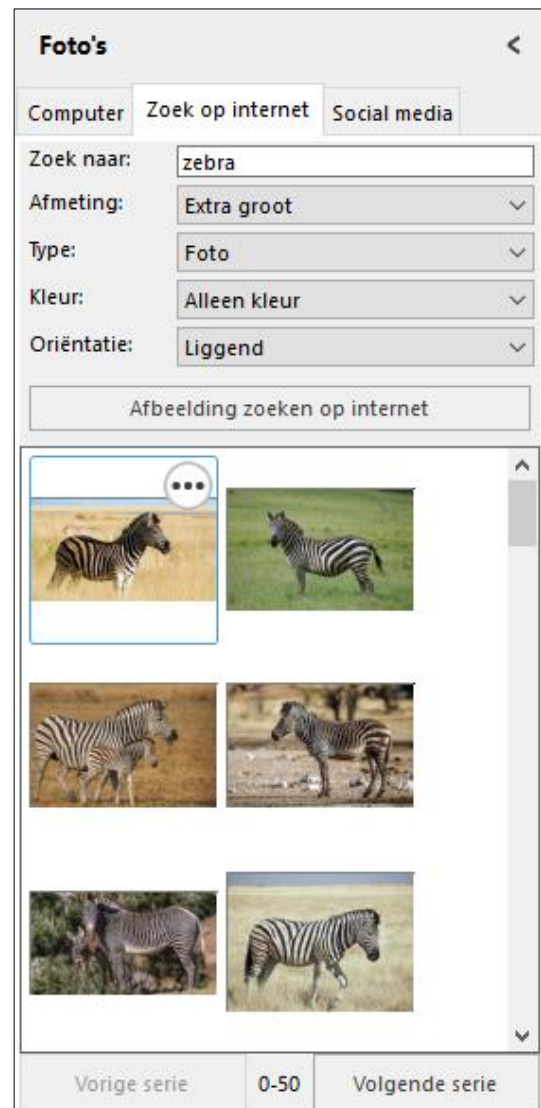 Foto's <
Computer Zoek op internet Social media
Zoek naar: zebra
Afmeting: Extra groot
Type: Foto
Kleur: Alleen kleur
Oriëntatie: Liggend
Afbeelding zoeken op internet
Vorige serie 0-50 Volgende serie